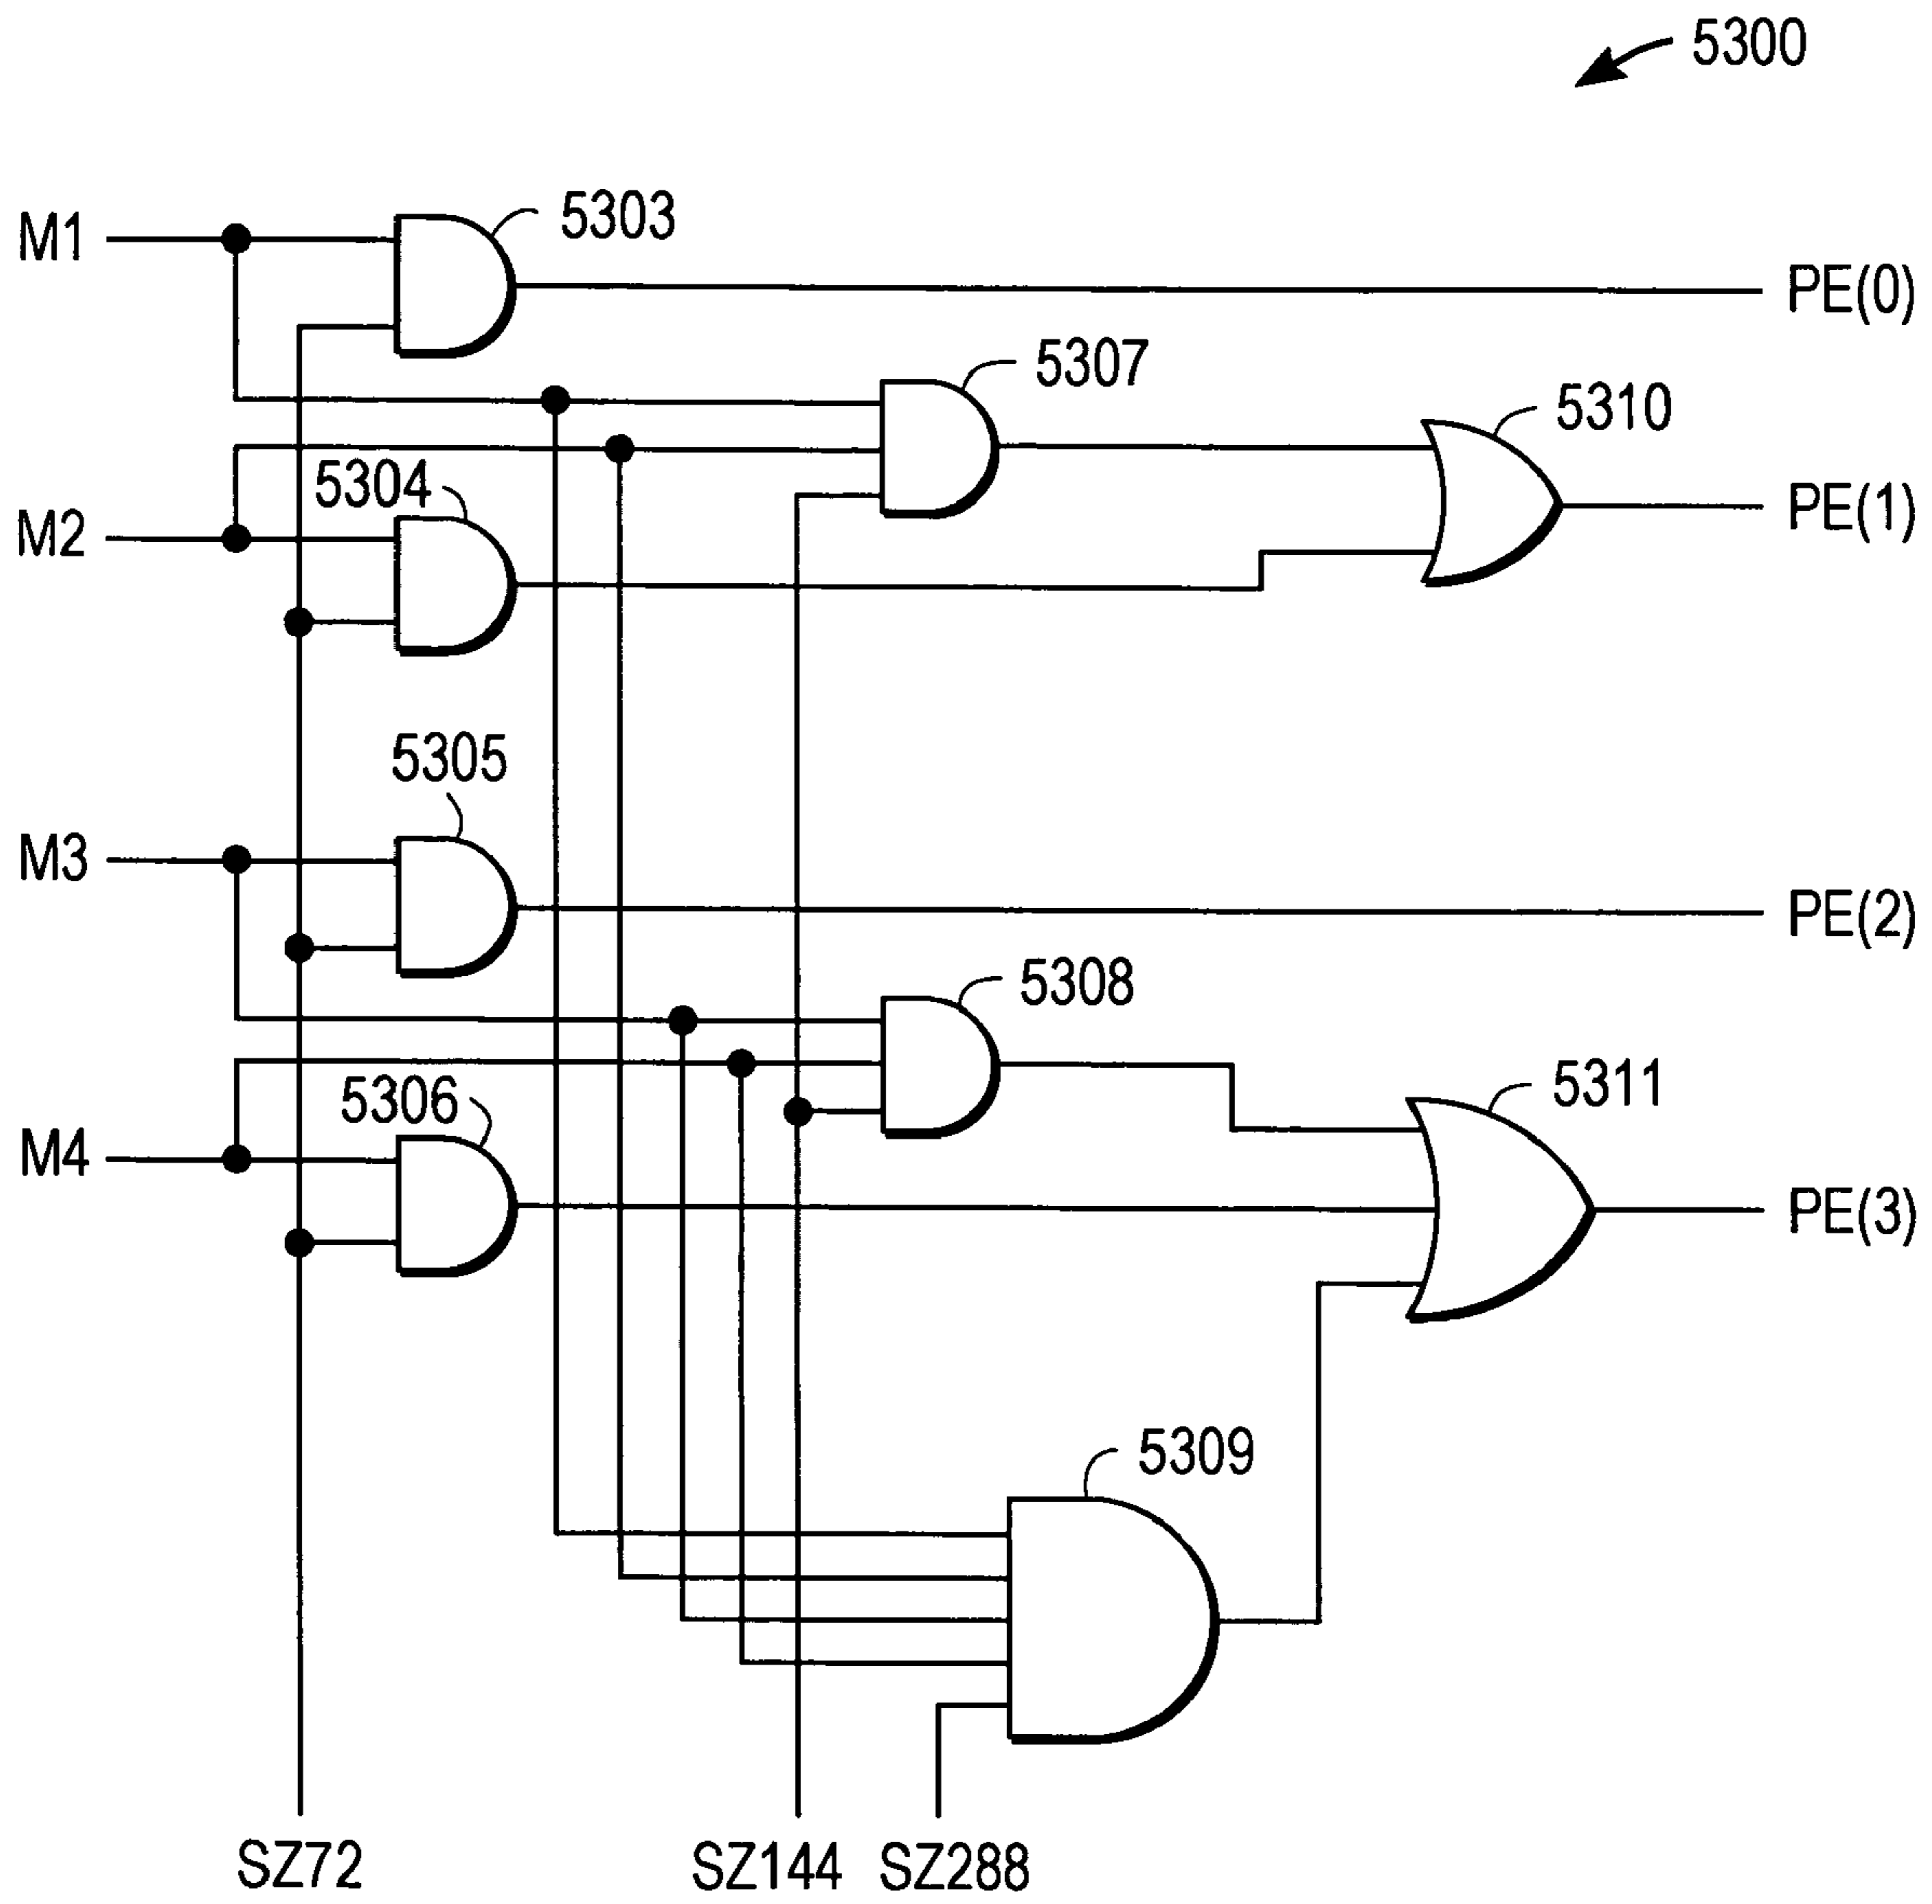 5300
M1
5303
PE(0)
5307
5310
5304
M2
PE(1)
5305
M3
PE(2)
5308
5306
5311
M4
PE(3)
5309
SZ72
SZ144
SZ288